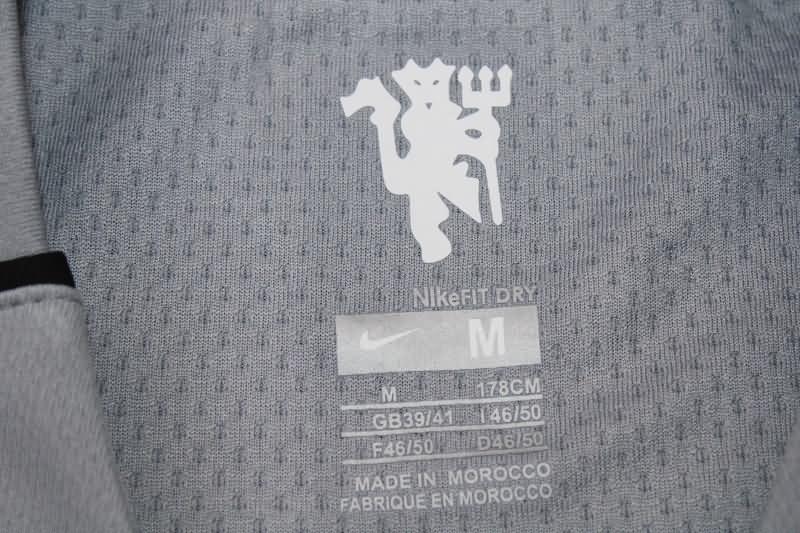 NIkeFIT DRY
M
M 178CM
GB39/41 I 46/50
F46/50 D46/50
MADE IN MOROCCO
FABRIQUE EN MOROCCO